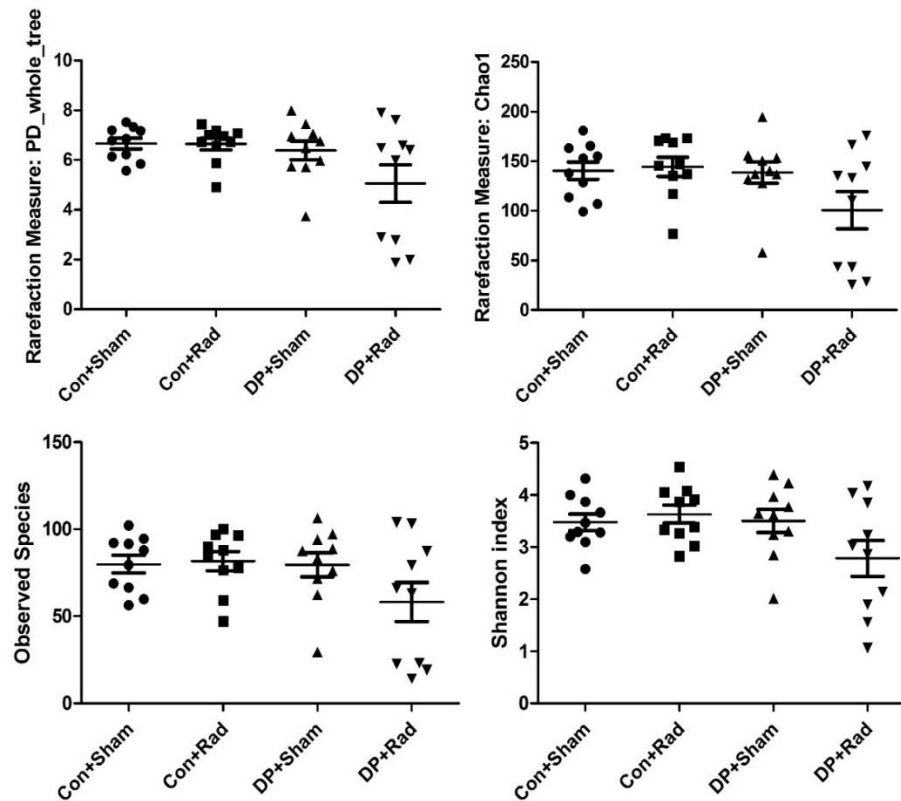 Rarefaction Measure: PD_whole_tree
10
8
6
4
2
0
Con+Sham
Con+Rad
DP+Sham
DP+Rad
Rarefaction Measure: Chao1
250
200
150
100
50
0
Con+Sham
Con+Rad
DP+Sham
DP+Rad
Observed Species
150
100
50
0
Con+Sham
Con+Rad
DP+Sham
DP+Rad
Shannon index
5
4
3
2
1
0
Con+Sham
Con+Rad
DP+Sham
DP+Rad